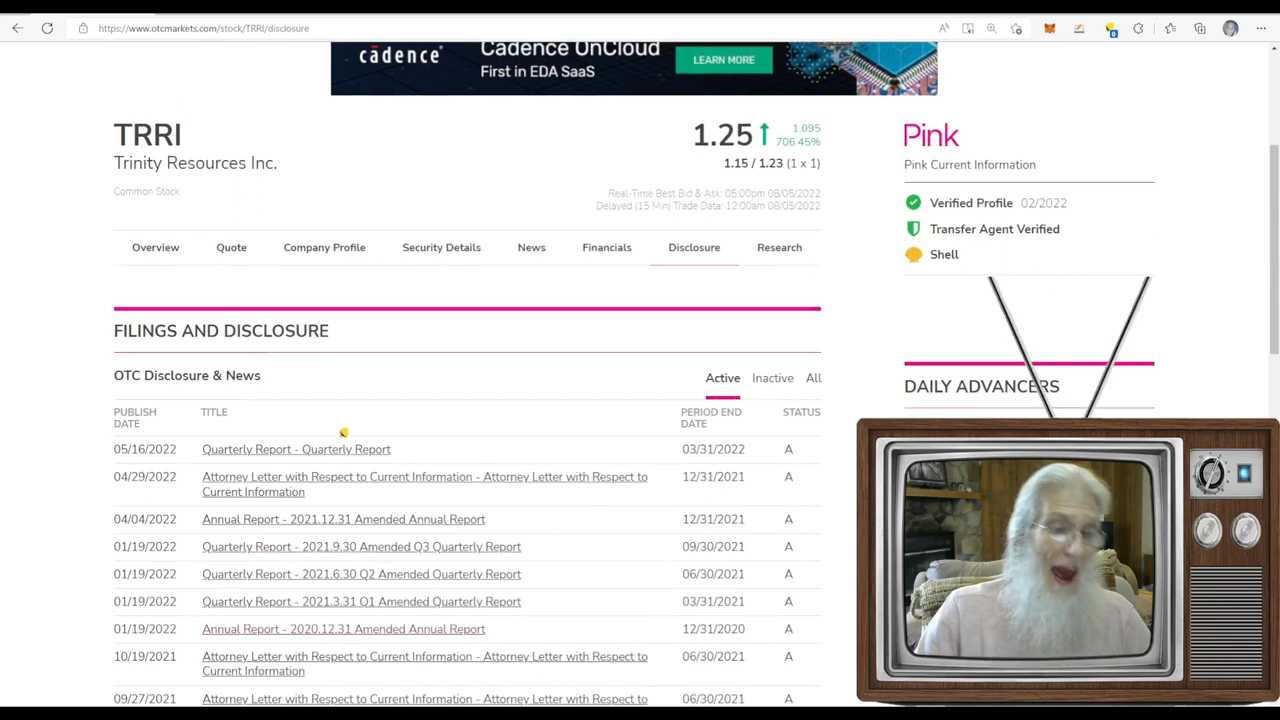 https://www.otcmarkets.com/stock/TRRI/disclosure
cādence
Cadence OnCloud
First in EDA SaaS
LEARN MORE
TRRI
Trinity Resources Inc.
Common Stock
1.25
1.095
706.45%
1.15 / 1.23 (1 x 1)
Real-Time Best Bid & Ask: 05:00pm 08/05/2022
Delayed (15 Min) Trade Data: 12:00am 08/05/2022
Pink
Pink Current Information
Verified Profile 02/2022
Transfer Agent Verified
Shell
Overview Quote Company Profile Security Details News Financials Disclosure Research
FILINGS AND DISCLOSURE
OTC Disclosure & News
Active Inactive All
DAILY ADVANCERS
PUBLISH DATE TITLE PERIOD END DATE STATUS
05/16/2022 Quarterly Report - Quarterly Report 03/31/2022 A
04/29/2022 Attorney Letter with Respect to Current Information - Attorney Letter with Respect to 12/31/2021 A
Current Information
04/04/2022 Annual Report - 2021.12.31 Amended Annual Report 12/31/2021 A
01/19/2022 Quarterly Report - 2021.9.30 Amended Q3 Quarterly Report 09/30/2021 A
01/19/2022 Quarterly Report - 2021.6.30 Q2 Amended Quarterly Report 06/30/2021 A
01/19/2022 Quarterly Report - 2021.3.31 Q1 Amended Quarterly Report 03/31/2021 A
01/19/2022 Annual Report - 2020.12.31 Amended Annual Report 12/31/2020 A
10/19/2021 Attorney Letter with Respect to Current Information - Attorney Letter with Respect to 06/30/2021 A
Current Information
09/27/2021 Attorney Letter with Respect to Current Information - Attorney Letter with Respect to 06/30/2021 A